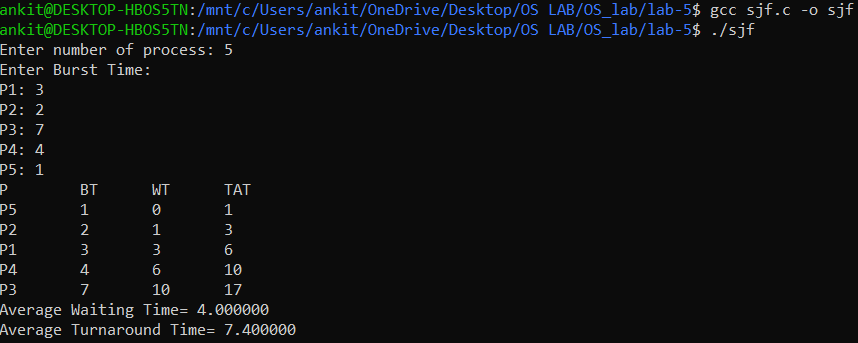 ankit@DESKTOP-HBOS5TN:/mnt/c/Users/ankit/OneDrive/Desktop/OS LAB/OS_lab/lab-5$ gcc sjf.c -o sjf
ankit@DESKTOP-HBOS5TN:/mnt/c/Users/ankit/OneDrive/Desktop/OS LAB/OS_lab/lab-5$ ./sjf
Enter number of process: 5
Enter Burst Time:
P1: 3
P2: 2
P3: 7
P4: 4
P5: 1
P BT WT TAT
P5 1 0 1
P2 2 1 3
P1 3 3 6
P4 4 6 10
P3 7 10 17
Average Waiting Time= 4.000000
Average Turnaround Time= 7.400000